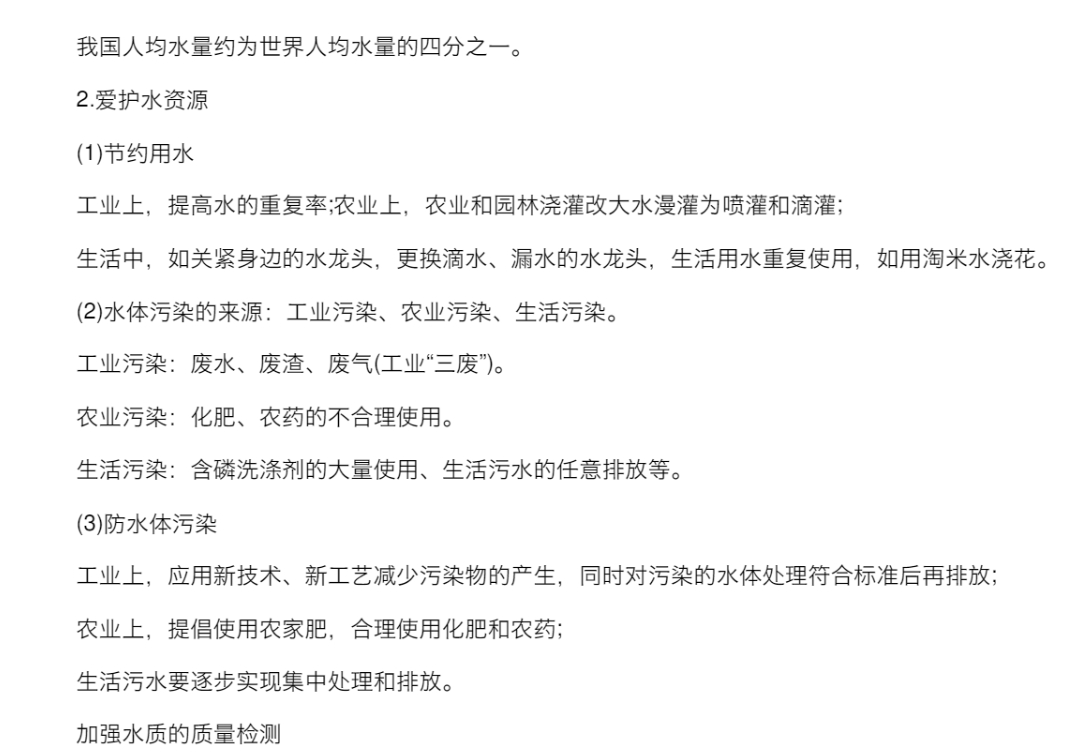 我国人均水量约为世界人均水量的四分之一。
2.爱护水资源
(1)节约用水
工业上，提高水的重复率;农业上，农业和园林浇灌改大水漫灌为喷灌和滴灌;
生活中，如关紧身边的水龙头，更换滴水、漏水的水龙头，生活用水重复使用，如用淘米水浇花。
(2)水体污染的来源：工业污染、农业污染、生活污染。
工业污染：废水、废渣、废气(工业“三废”)。
农业污染：化肥、农药的不合理使用。
生活污染：含磷洗涤剂的大量使用、生活污水的任意排放等。
(3)防水体污染
工业上，应用新技术、新工艺减少污染物的产生，同时对污染的水体处理符合标准后再排放;
农业上，提倡使用农家肥，合理使用化肥和农药;
生活污水要逐步实现集中处理和排放。
加强水质的质量检测